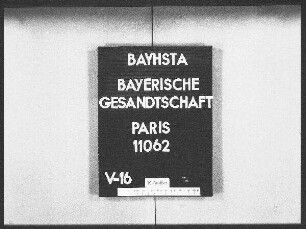 BAYHSTA
BAYERISCHE
GESANDTSCHAFT
PARIS
11062
V-16